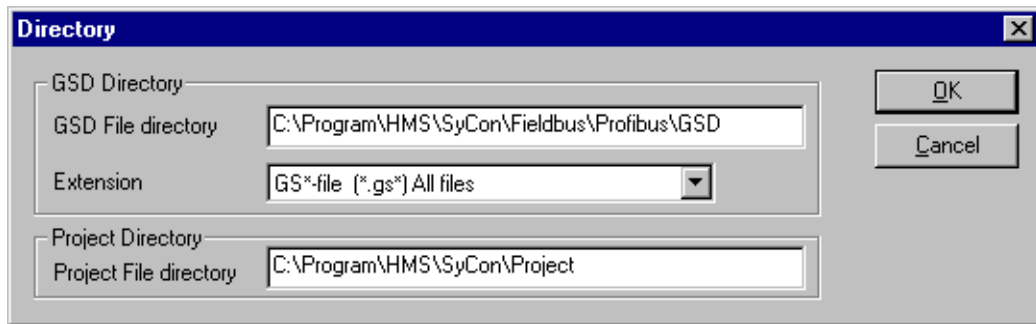 Directory
GSD Directory
GSD File directory C:\Program\HMS\SyCon\Fieldbus\Profibus\GSD
Extension GS*-file (*.gs*) All files
Project Directory
Project File directory C:\Program\HMS\SyCon\Project
OK
Cancel